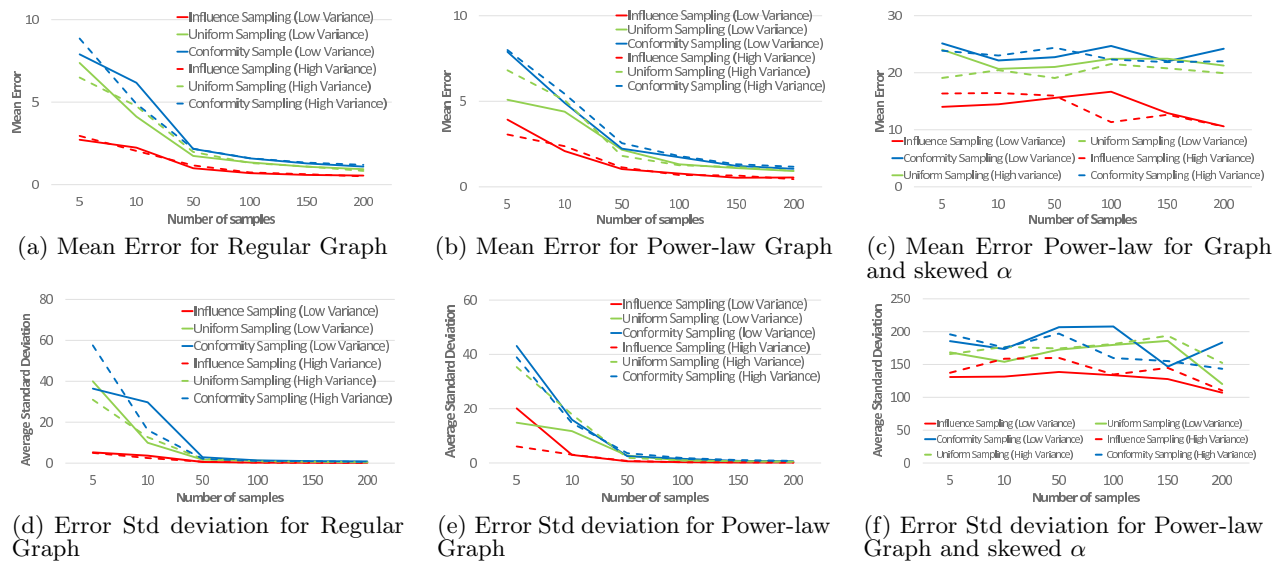 10
5
0
Mean Error
Influence Sampling (Low Variance)
Uniform Sampling (Low Variance)
Conformity Sample (Low Variance)
Influence Sampling (High Variance)
Uniform Sampling (High Variance)
Conformity Sampling (High Variance)
5 10 50 100 150 200
Number of samples
(a) Mean Error for Regular Graph
10
5
0
Mean Error
Influence Sampling (Low Variance)
Uniform Sampling (Low Variance)
Conformity Sampling (Low Variance)
Influence Sampling (High Variance)
Uniform Sampling (High Variance)
Conformity Sampling (High Variance)
5 10 50 100 150 200
Number of samples
(b) Mean Error for Power-law Graph
30
20
10
0
Mean Error
Influence Sampling (Low Variance) Uniform Sampling (Low Variance)
Conformity Sampling (Low Variance) Influence Sampling (High Variance)
Uniform Sampling (High variance) Conformity Sampling (High Variance)
5 10 50 100 150 200
Number of Samples
(c) Mean Error Power-law for Graph
and skewed α
80
60
40
20
0
Average Standard Deviation
Influence Sampling (Low Variance)
Uniform Sampling (Low Variance)
Conformity Sampling (Low Variance)
Influence Sampling (High Variance)
Uniform Sampling (High Variance)
Conformity Sampling (High Variance)
5 10 50 100 150 200
Number of samples
(d) Error Std deviation for Regular
Graph
60
40
20
0
Average Standard Deviation
Influence Sampling (Low Variance)
Uniform Sampling (Low Variance)
Conformity Sampling (low Variance)
Influence Sampling (High Variance)
Uniform Sampling (High Variance)
Conformity Sampling (High Variance)
5 10 50 100 150 200
Number of samples
(e) Error Std deviation for Power-law
Graph
250
200
150
100
50
0
Average Standard Deviation
Influence Sampling (Low Variance) Uniform Sampling (Low Variance)
Conformity Sampling (Low Variance) Influence Sampling (High Variance)
Uniform Sampling (High Variance) Conformity Sampling (High Variance)
5 10 50 100 150 200
Number of samples
(f) Error Std deviation for Power-law
Graph and skewed α